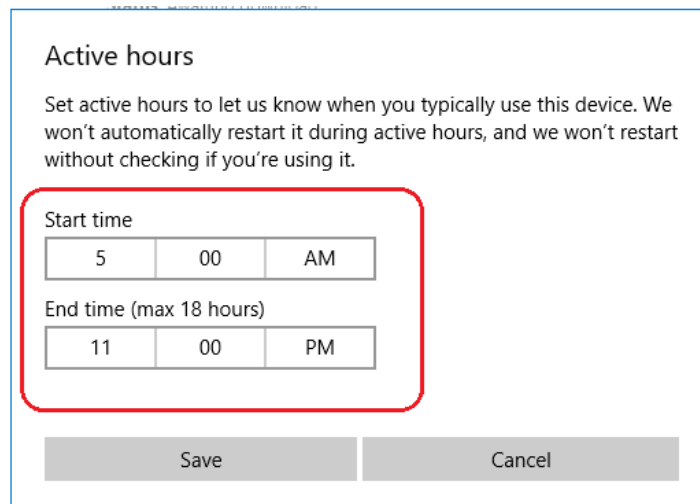 Active hours
Set active hours to let us know when you typically use this device. We
won't automatically restart it during active hours, and we won't restart
without checking if you're using it.
Start time
5 00 AM
End time (max 18 hours)
11 00 PM
Save Cancel